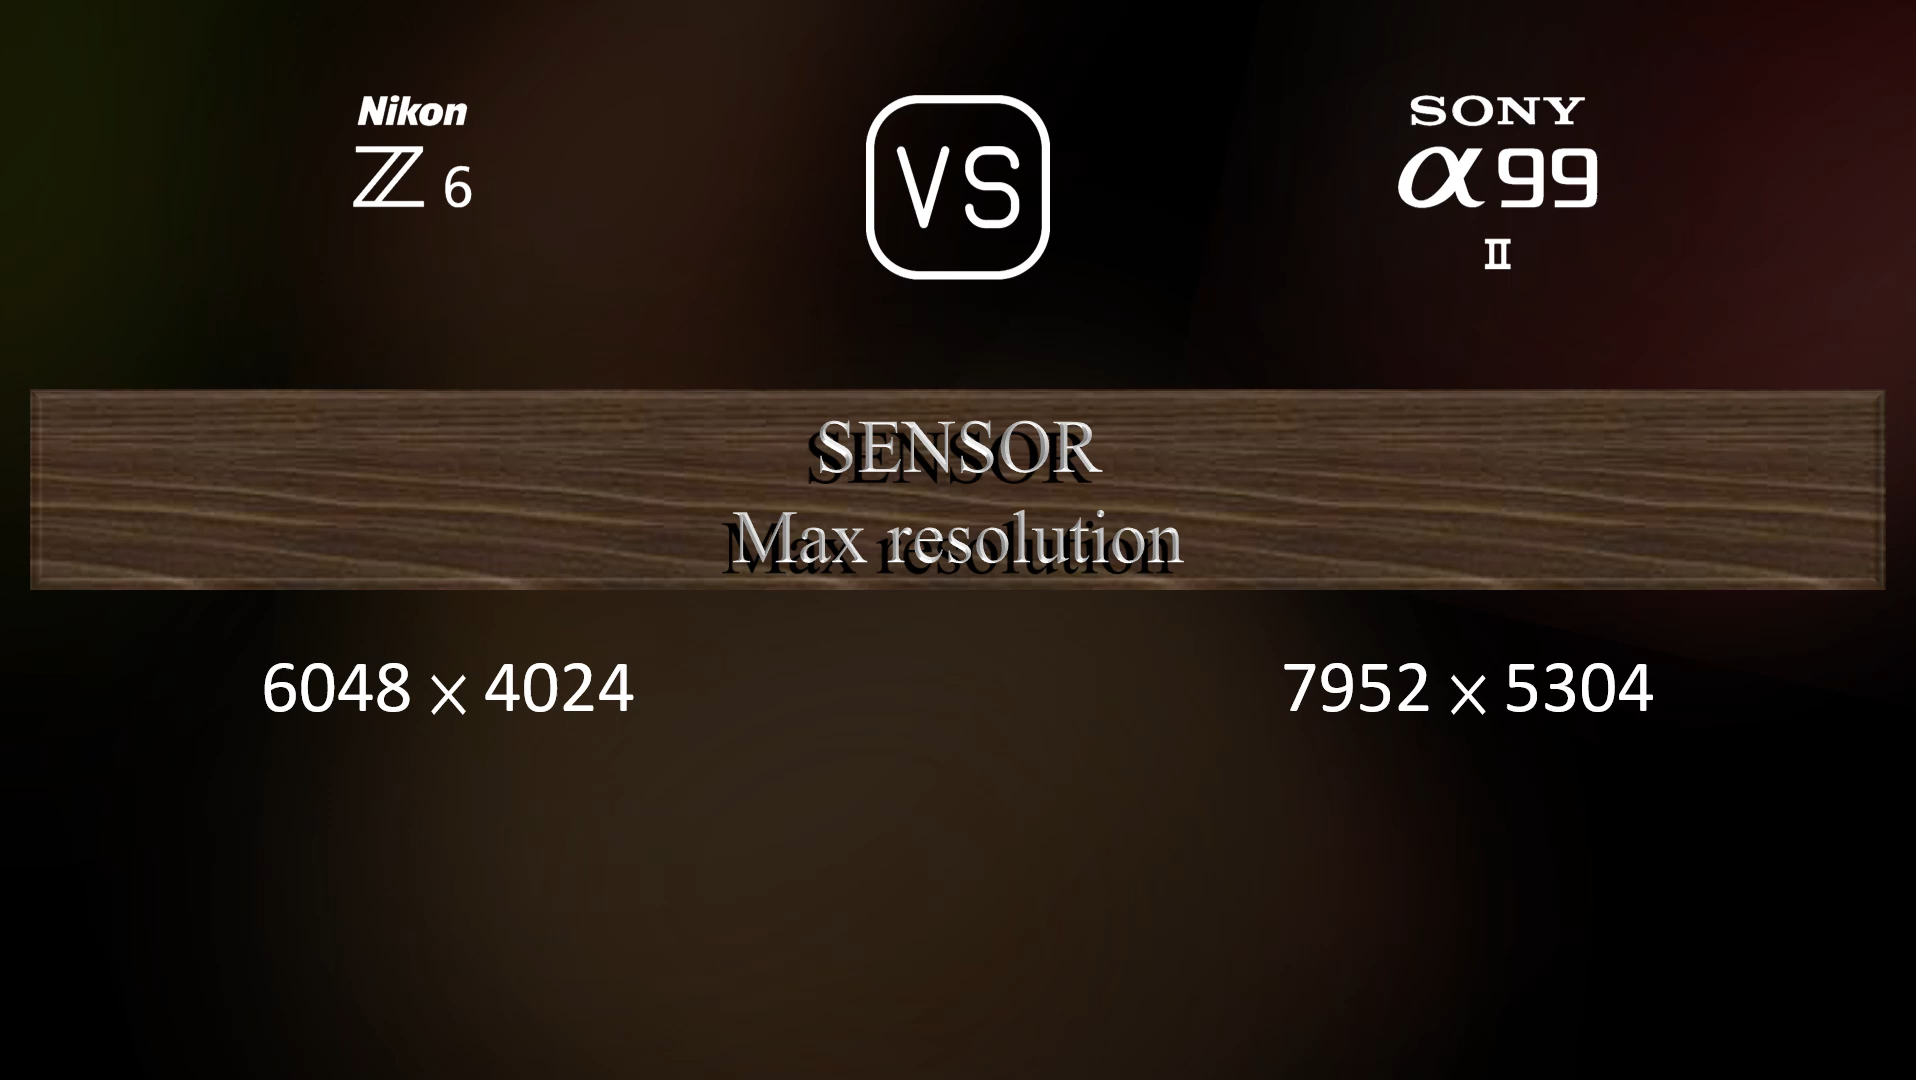 Nikon
Z 6
VS
SONY
α99
II
SENSOR
Max resolution
6048 x 4024
7952 x 5304